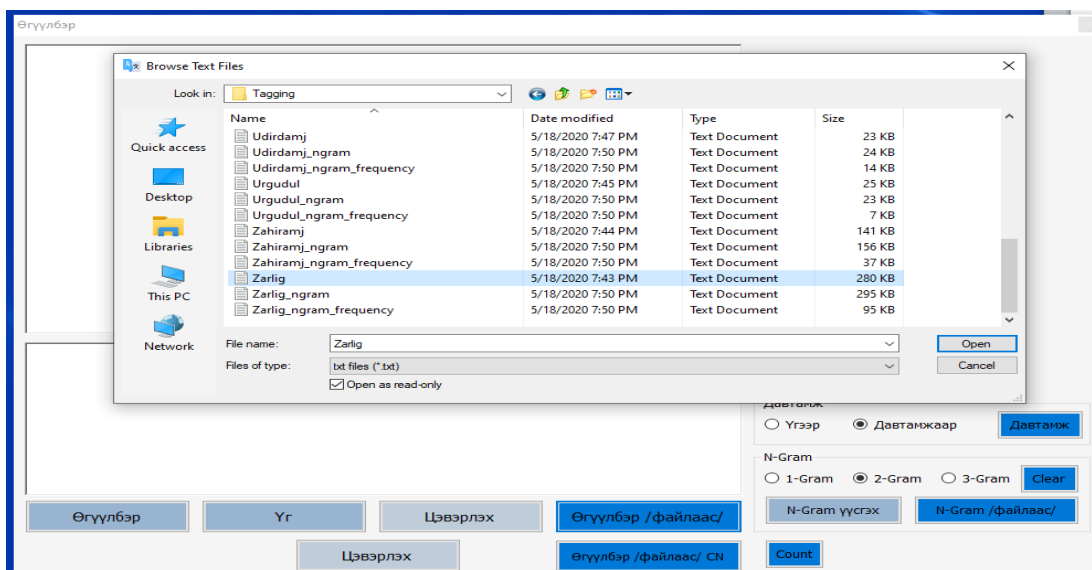 Өгүүлбэр
Browse Text Files
Look in: Tagging
Name Date modified Type Size
Udirdamj 5/18/2020 7:47 PM Text Document 23 KB
Udirdamj_ngram 5/18/2020 7:50 PM Text Document 24 KB
Udirdamj_ngram_frequency 5/18/2020 7:50 PM Text Document 14 KB
Urgudul 5/18/2020 7:45 PM Text Document 25 KB
Urgudul_ngram 5/18/2020 7:50 PM Text Document 23 KB
Urgudul_ngram_frequency 5/18/2020 7:50 PM Text Document 7 KB
Zahiramj 5/18/2020 7:44 PM Text Document 141 KB
Zahiramj_ngram 5/18/2020 7:50 PM Text Document 156 KB
Zahiramj_ngram_frequency 5/18/2020 7:50 PM Text Document 37 KB
Zarlig 5/18/2020 7:43 PM Text Document 280 KB
Zarlig_ngram 5/18/2020 7:50 PM Text Document 295 KB
Zarlig_ngram_frequency 5/18/2020 7:50 PM Text Document 95 KB
Quick access
Desktop
Libraries
This PC
Network
File name: Zarlig Open
Files of type: txt files (*.txt) Cancel
Open as read-only
Давтамж
Үгээр Давтамжаар Давтамж
N-Gram
1-Gram 2-Gram 3-Gram Clear
N-Gram үүсгэх N-Gram /файлаас/
Өгүүлбэр Үг Цэвэрлэх Өгүүлбэр /файлаас/
Цэвэрлэх Өгүүлбэр /файлаас/ CN Count